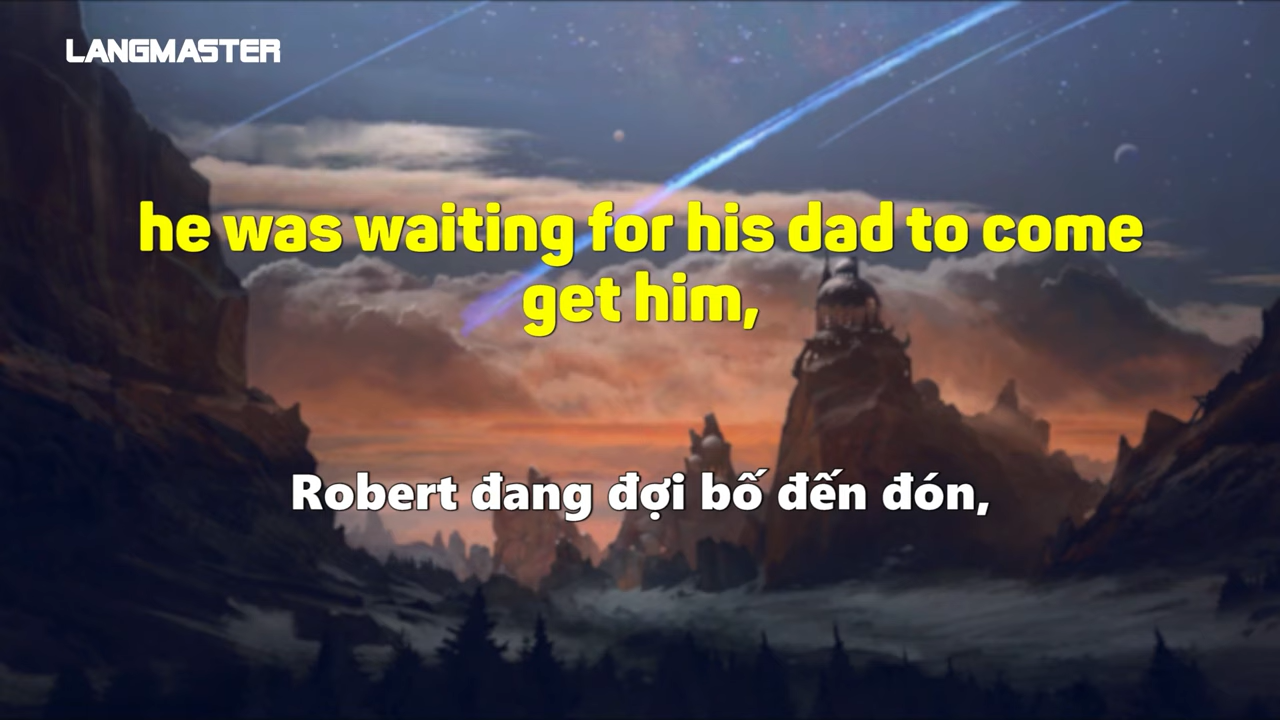 LANGMASTER
he was waiting for his dad to come
get him,
Robert đang đợi bố đến đón,